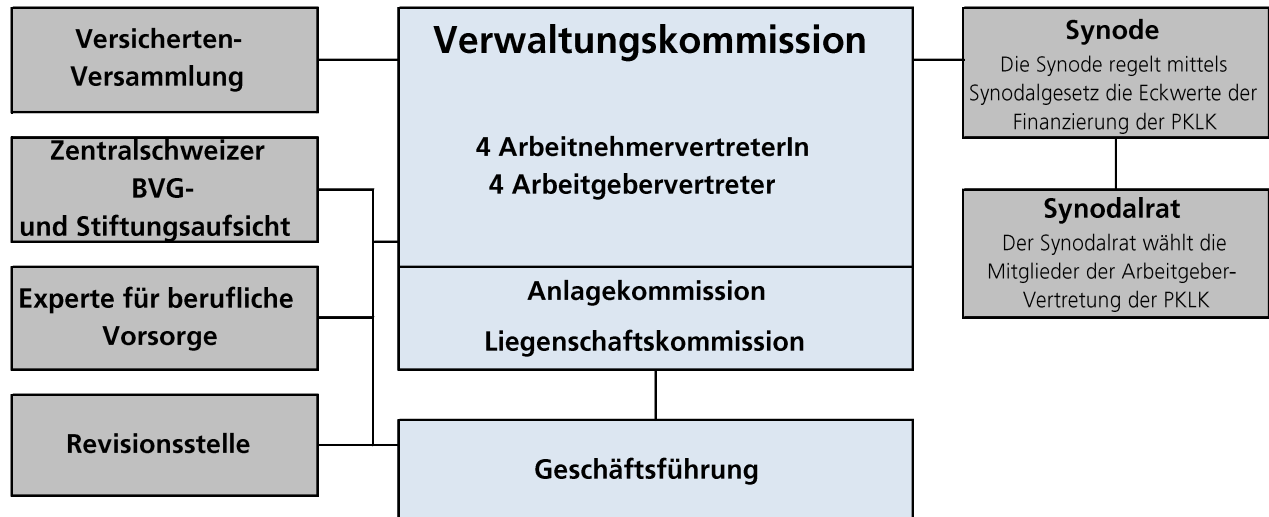 Versicherten-
Versammlung
Zentralschweizer
BVG-
und Stiftungsaufsicht
Experte für berufliche
Vorsorge
Revisionsstelle
Verwaltungskommission
4 ArbeitnehmervertreterIn
4 Arbeitgebervertreter
Anlagekommission
Liegenschaftskommission
Geschäftsführung
Synode
Die Synode regelt mittels
Synodalgesetz die Eckwerte der
Finanzierung der PKLK
Synodalrat
Der Synodalrat wählt die
Mitglieder der Arbeitgeber-
Vertretung der PKLK